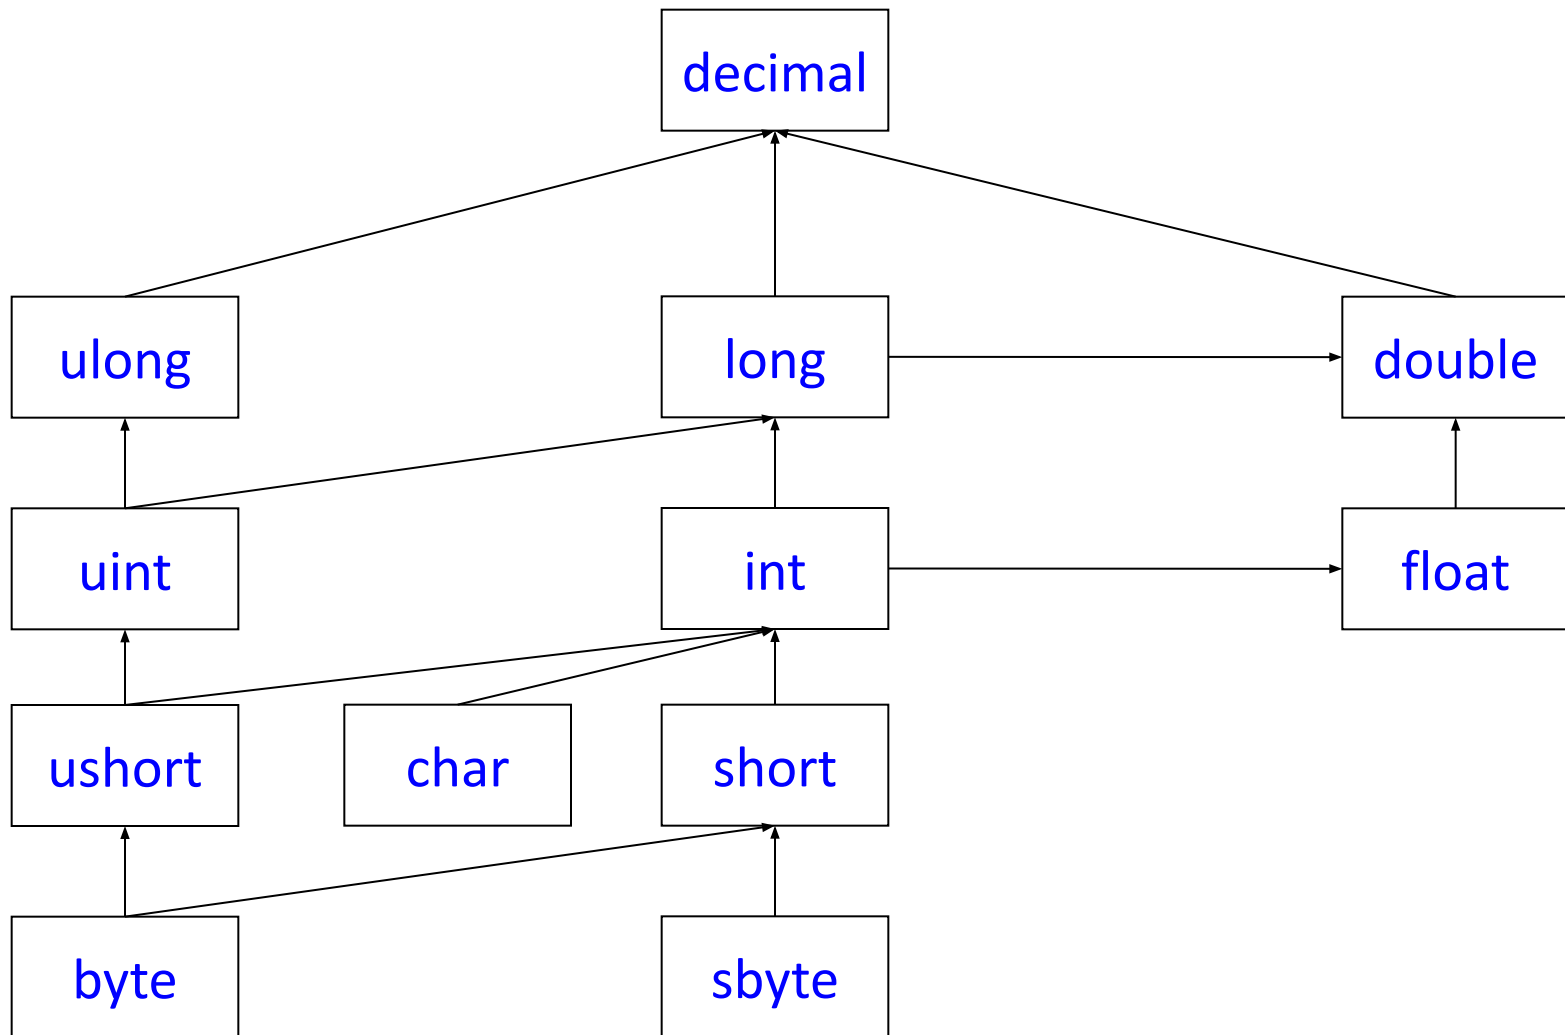 decimal
ulong
long
double
uint
int
float
ushort
char
short
byte
sbyte